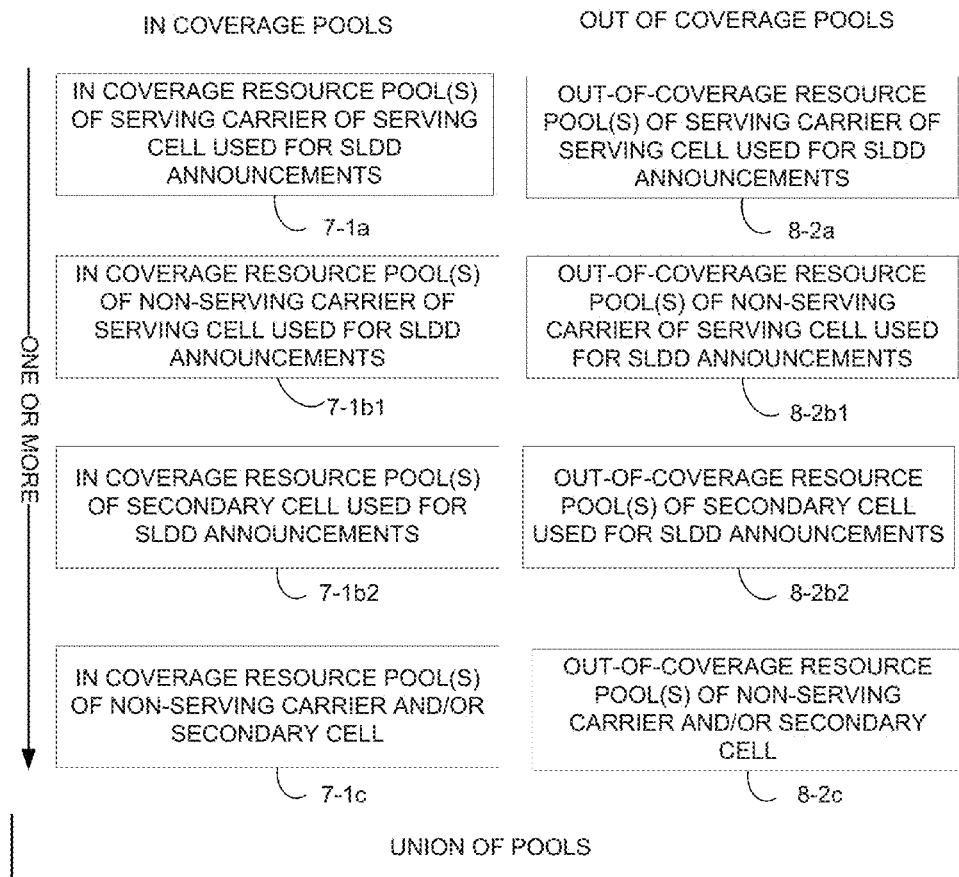 IN COVERAGE POOLS
OUT OF COVERAGE POOLS
ONE OR MORE
IN COVERAGE RESOURCE POOL(S)
OF SERVING CARRIER OF SERVING
CELL USED FOR SLDD
ANNOUNCEMENTS
7-1a
OUT-OF-COVERAGE RESOURCE
POOL(S) OF SERVING CARRIER OF
SERVING CELL USED FOR SLDD
ANNOUNCEMENTS
8-2a
IN COVERAGE RESOURCE POOL(S)
OF NON-SERVING CARRIER OF
SERVING CELL USED FOR SLDD
ANNOUNCEMENTS
7-1b1
OUT-OF-COVERAGE RESOURCE
POOL(S) OF NON-SERVING
CARRIER OF SERVING CELL USED
FOR SLDD ANNOUNCEMENTS
8-2b1
IN COVERAGE RESOURCE POOL(S)
OF SECONDARY CELL USED FOR
SLDD ANNOUNCEMENTS
7-1b2
OUT-OF-COVERAGE RESOURCE
POOL(S) OF SECONDARY CELL
USED FOR SLDD ANNOUNCEMENTS
8-2b2
IN COVERAGE RESOURCE POOL(S)
OF NON-SERVING CARRIER AND/OR
SECONDARY CELL
7-1c
OUT-OF-COVERAGE RESOURCE
POOL(S) OF NON-SERVING
CARRIER AND/OR SECONDARY
CELL
8-2c
UNION OF POOLS